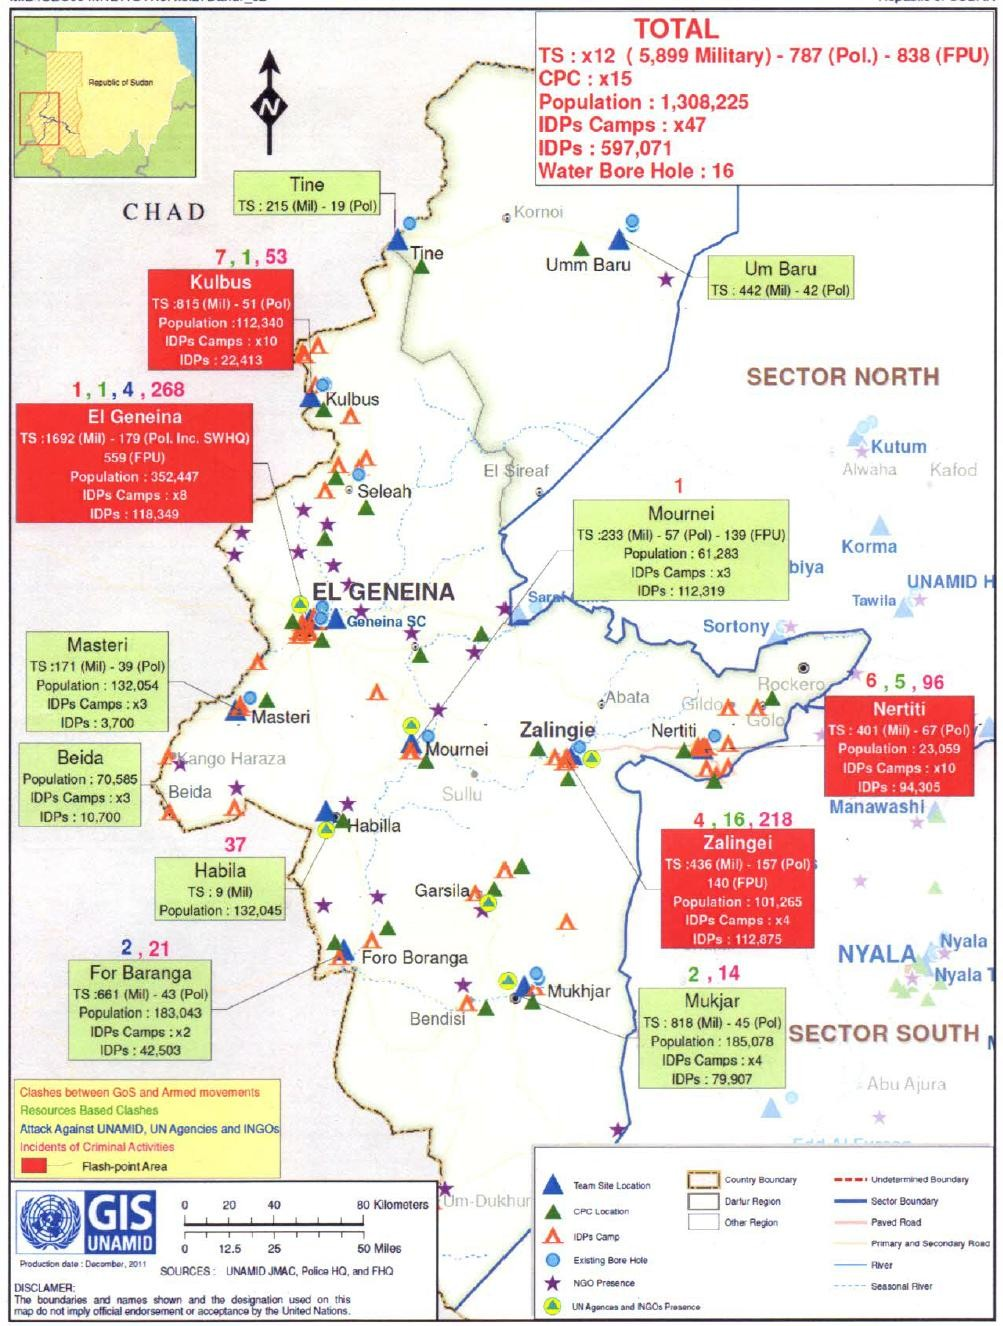 Republic of Sudan
N
TOTAL
TS : x12 ( 5,899 Military) - 787 (Pol.) - 838 (FPU)
CPC : x15
Population : 1,308,225
IDPs Camps : x47
IDPs : 597,071
Water Bore Hole : 16
CHAD
Tine
TS : 215 (Mil) - 19 (Pol)
Kornoi
Tine
Umm Baru
Um Baru
TS : 442 (Mil) - 42 (Pol)
7, 1, 53
Kulbus
TS :815 (Mil) - 51 (Pol)
Population :112,340
IDPs Camps : x10
IDPs : 22,413
Kulbus
SECTOR NORTH
1, 1, 4, 268
El Geneina
TS :1692 (Mil) - 179 (Pol. Inc. SWHQ)
559 (FPU)
Population : 352,447
IDPs Camps : x8
IDPs : 118,349
Kutum
Alwaha
Kafod
El Sireaf
Seleah
1
Mournei
TS :233 (Mil) - 57 (Pol) - 139 (FPU)
Population : 61,283
IDPs Camps : x3
IDPs : 112,319
Korma
biya
UNAMID H
Tawila
EL GENEINA
Geneina SC
Sortony
Masteri
TS :171 (Mil) - 39 (Pol)
Population : 132,054
IDPs Camps : x3
IDPs : 3,700
Masteri
Abata
Rockero
Gildo
Golo
6, 5, 96
Nertiti
TS : 401 (Mil) - 67 (Pol)
Population : 23,059
IDPs Camps : x10
IDPs : 94,305
Zalingie
Nertiti
Mournei
Beida
Population : 70,585
IDPs Camps : x3
IDPs : 10,700
Kango Haraza
Beida
Sullu
Manawashi
Habilla
4, 16, 218
Zalingei
TS :436 (Mil) - 157 (Pol)
140 (FPU)
Population : 101,265
IDPs Camps : x4
IDPs : 112,875
37
Habila
TS : 9 (Mil)
Population : 132,045
Garsila
2, 21
For Baranga
TS :661 (Mil) - 43 (Pol)
Population : 183,043
IDPs Camps : x2
IDPs : 42,503
Foro Boranga
NYALA
Nyala
Nyala T
Mukhjar
Bendisi
2, 14
Mukjar
TS : 818 (Mil) - 45 (Pol)
Population : 185,078
IDPs Camps : x4
IDPs : 79,907
SECTOR SOUTH
Abu Ajura
Um-Dukhun
Clashes between GoS and Armed movements
Resources Based Clashes
Attack Against UNAMID, UN Agencies and INGOs
Incidents of Criminal Activities
Flash-point Area
GIS
UNAMID
Production date : December, 2011
0 20 40 80 Kilometers
0 12.5 25 50 Miles
SOURCES : UNAMID JMAC, Police HQ, and FHQ
DISCLAMER:
The boundaries and names shown and the designation used on this
map do not imply official endorsement or acceptance by the United Nations.
Team Site Location
CPC Location
IDPs Camp
Existing Bore Hole
NGO Presence
UN Agences and INGOs Presence
Country Boundary
Darfur Region
Other Region
Undetermined Boundary
Sector Boundary
Paved Road
Primary and Secondary Road
River
Seasonal River